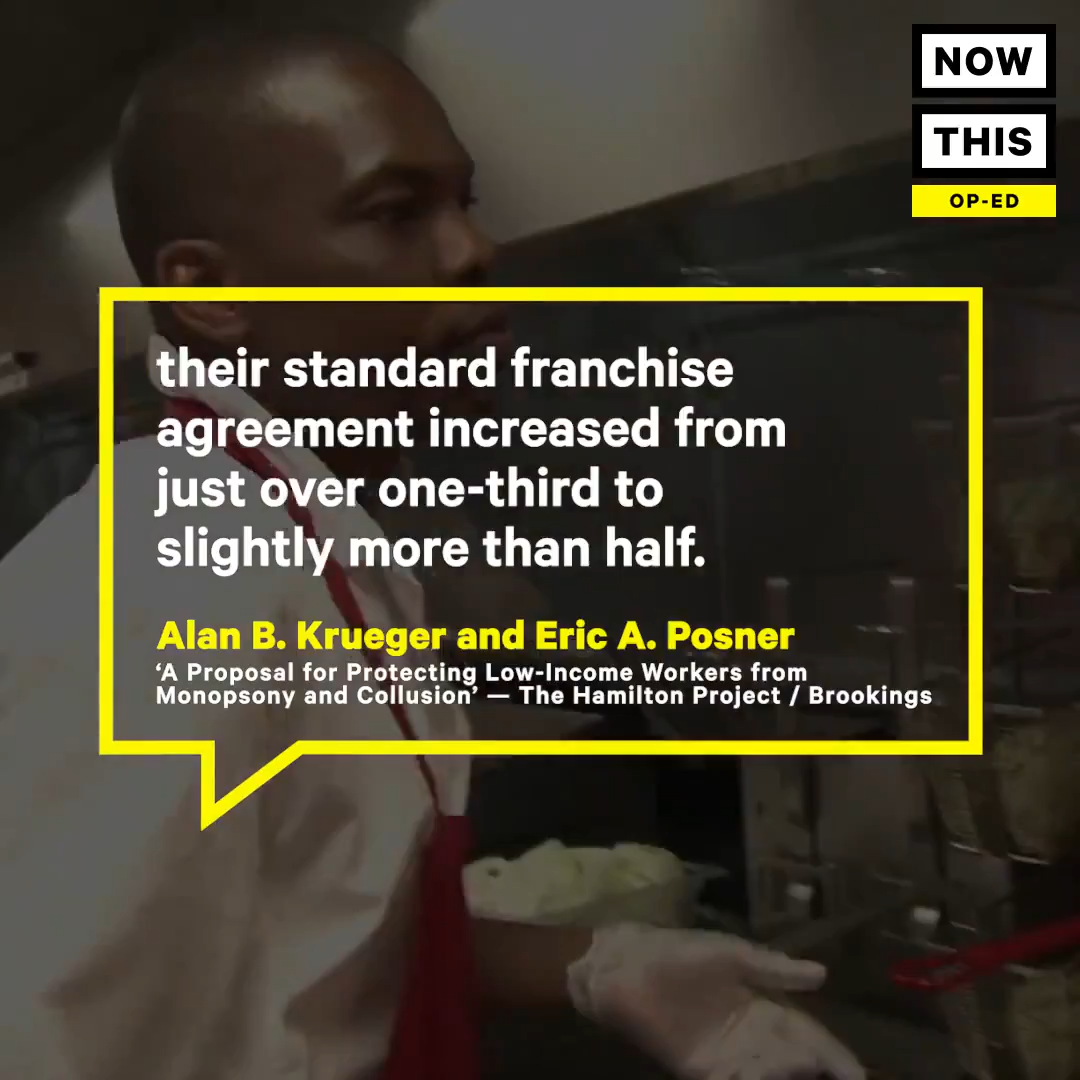 NOW
THIS
OP-ED
their standard franchise
agreement increased from
just over one-third to
slightly more than half.
Alan B. Krueger and Eric A. Posner
‘A Proposal for Protecting Low-Income Workers from
Monopsony and Collusion’ — The Hamilton Project / Brookings